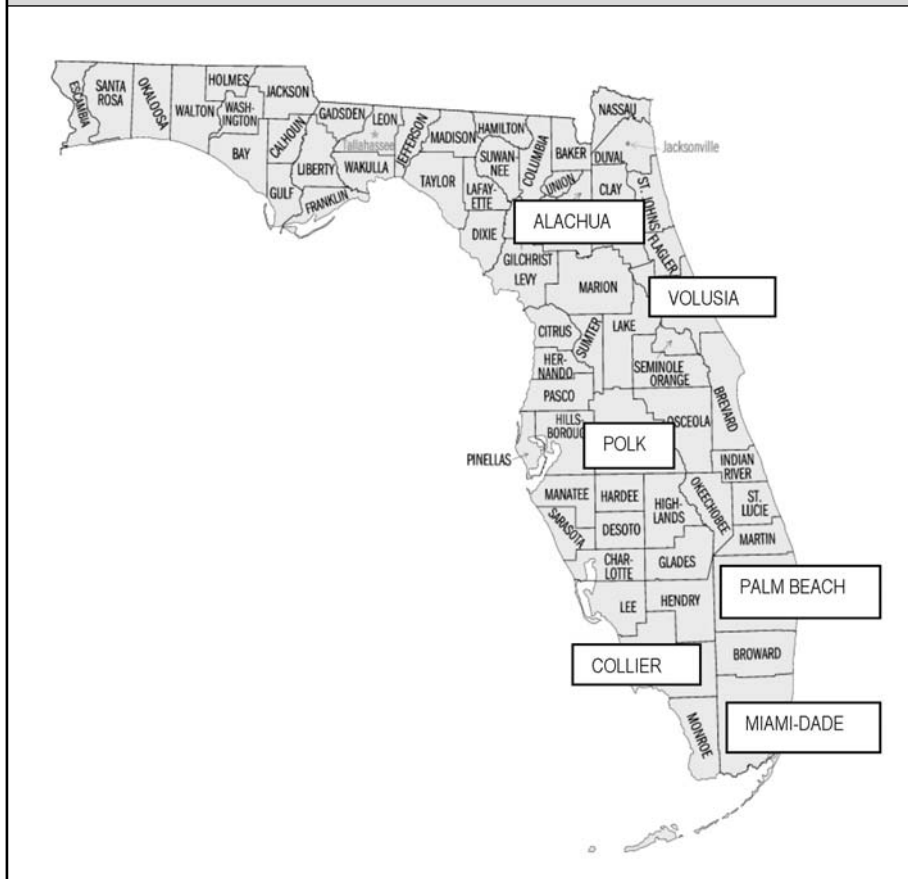 ESCAMBIA
SANTA
ROSA
OKALOOSA
WALTON
HOLMES
WASH-
INGTON
JACKSON
BAY
CALHOUN
GULF
LIBERTY
FRANKLIN
GADSDEN
LEON
Tallahassee
WAKULLA
JEFFERSON
MADISON
TAYLOR
HAMILTON
SUWAN-
NEE
LAFAY-
ETTE
DIXIE
COLUMBIA
BAKER
UNION
NASSAU
DUVAL
Jacksonville
CLAY
ST. JOHNS
FLAGLER
ALACHUA
GILCHRIST
LEVY
MARION
VOLUSIA
CITRUS
SUMTER
LAKE
HER-
NANDO
SEMINOLE
ORANGE
PASCO
BREVARD
HILLS-
BOROUG
OSCEOLA
POLK
PINELLAS
INDIAN
RIVER
MANATEE
HARDEE
HIGH-
LANDS
OKEECHOBEE
ST.
LUCIE
SARASOTA
DESOTO
MARTIN
CHAR-
LOTTE
GLADES
PALM BEACH
LEE
HENDRY
COLLIER
BROWARD
MONROE
MIAMI-DADE